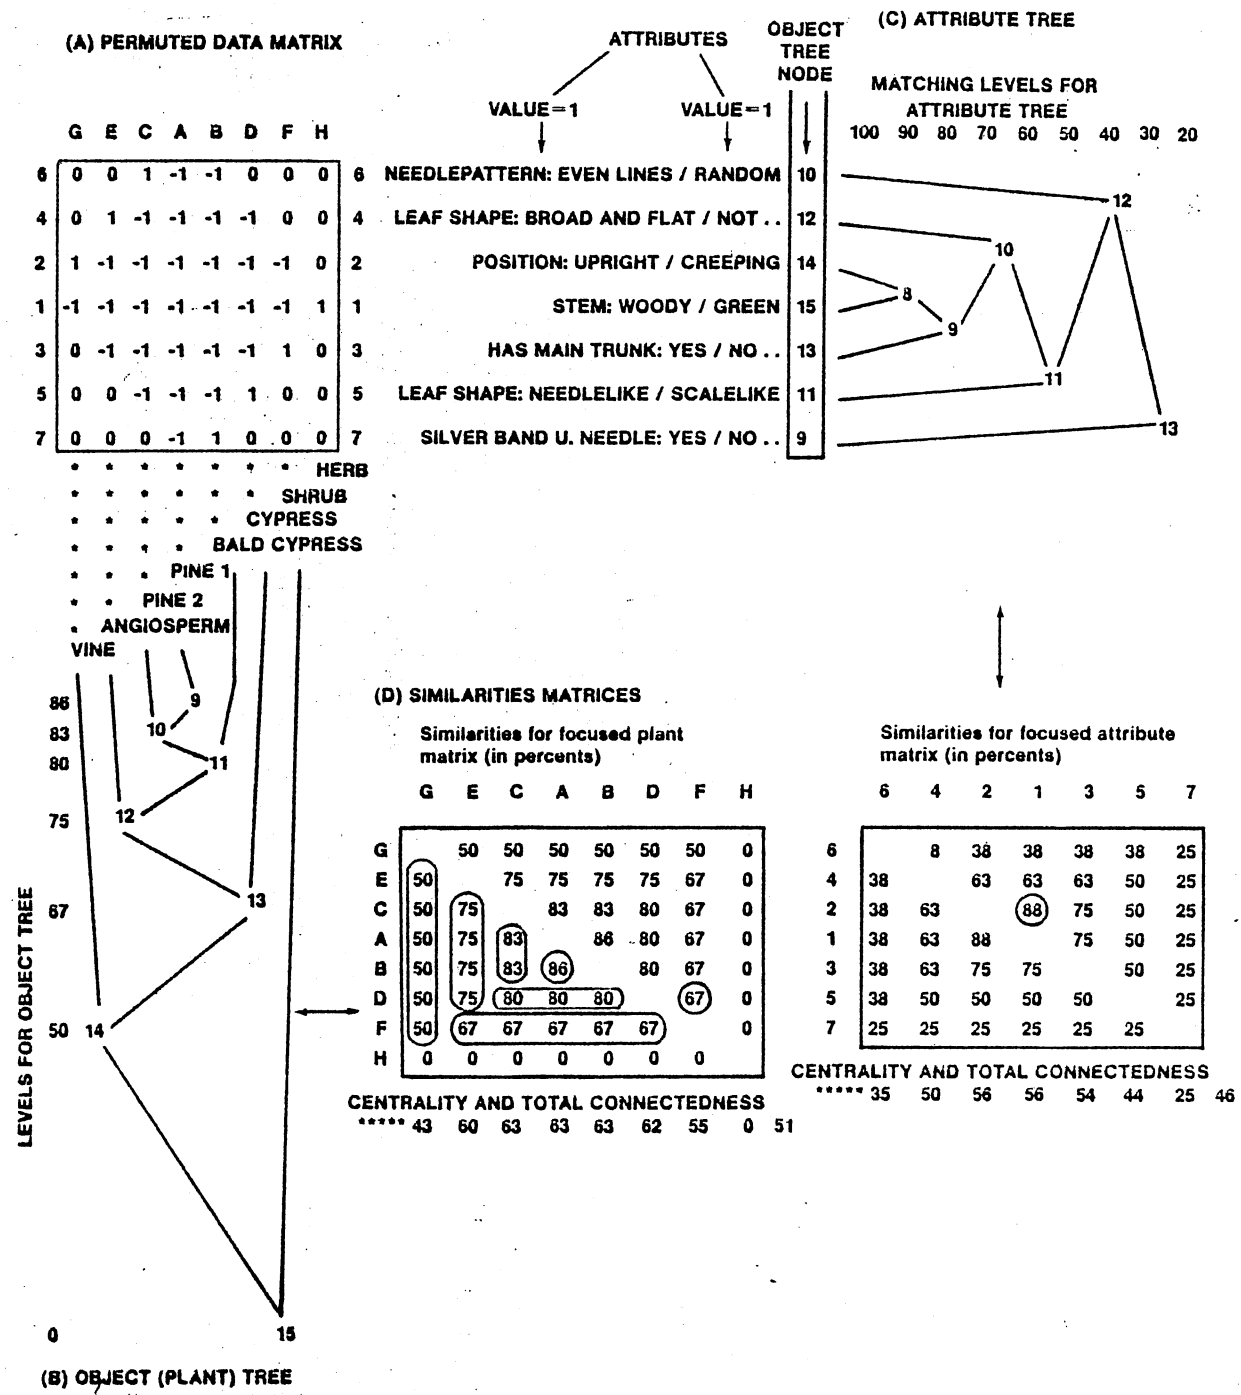 (A) PERMUTED DATA MATRIX
G E C A B D F H
6 0 0 1 -1 -1 0 0 0 6
4 0 1 -1 -1 -1 -1 0 0 4
2 1 -1 -1 -1 -1 -1 -1 0 2
1 -1 -1 -1 -1 -1 -1 -1 1 1
3 0 -1 -1 -1 -1 -1 1 0 3
5 0 0 -1 -1 -1 1 0 0 5
7 0 0 0 -1 1 0 0 0 7
ATTRIBUTES
VALUE=1 VALUE=1
OBJECT
TREE
NODE
NEEDLEPATTERN: EVEN LINES / RANDOM 10
LEAF SHAPE: BROAD AND FLAT / NOT . . 12
POSITION: UPRIGHT / CREEPING 14
STEM: WOODY / GREEN 15
HAS MAIN TRUNK: YES / NO . . 13
LEAF SHAPE: NEEDLELIKE / SCALELIKE 11
SILVER BAND U. NEEDLE: YES / NO . . 9
(C) ATTRIBUTE TREE
MATCHING LEVELS FOR
ATTRIBUTE TREE
100 90 80 70 60 50 40 30 20
12
10
8
9
11
13
* * * * * * * HERB
* * * * * * SHRUB
* * * * * CYPRESS
* * * * BALD CYPRESS
* * * PINE 1
* * PINE 2
* ANGIOSPERM
VINE
LEVELS FOR OBJECT TREE
86 9
83 10
80 11
75 12
67 13
50 14
0 15
(B) OBJECT (PLANT) TREE
(D) SIMILARITIES MATRICES
Similarities for focused plant
matrix (in percents)
G E C A B D F H
G 50 50 50 50 50 50 0
E 50 75 75 75 75 67 0
C 50 75 83 83 80 67 0
A 50 75 83 86 80 67 0
B 50 75 83 86 80 67 0
D 50 75 80 80 80 67 0
F 50 67 67 67 67 67 0
H 0 0 0 0 0 0 0
CENTRALITY AND TOTAL CONNECTEDNESS
***** 43 60 63 63 63 62 55 0 51
Similarities for focused attribute
matrix (in percents)
6 4 2 1 3 5 7
6 8 38 38 38 38 25
4 38 63 63 63 50 25
2 38 63 88 75 50 25
1 38 63 88 75 50 25
3 38 63 75 75 50 25
5 38 50 50 50 50 25
7 25 25 25 25 25 25
CENTRALITY AND TOTAL CONNECTEDNESS
***** 35 50 56 56 54 44 25 46